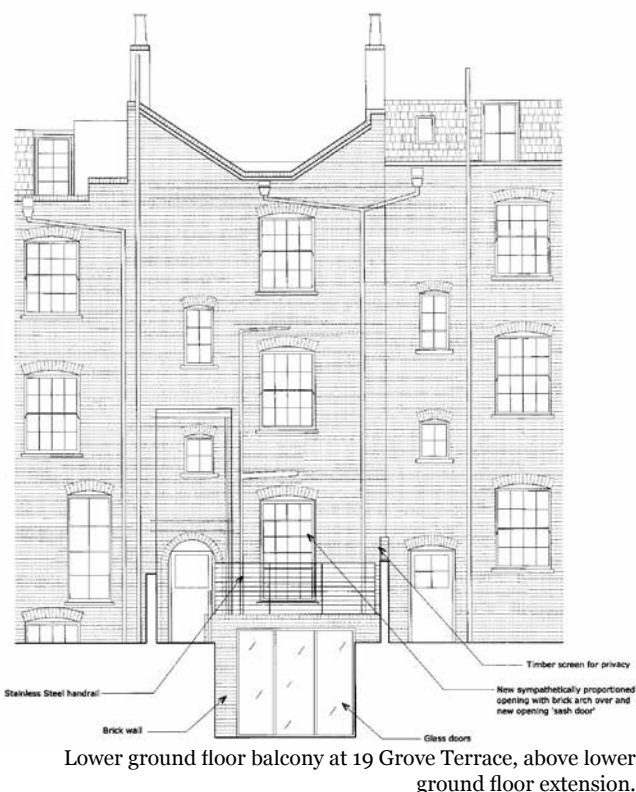 Timber screen for privacy
Stainless Steel handrail
New sympathetically proportioned
opening with brick arch over and
new opening 'sash door'
Brick wall
Glass doors
Lower ground floor balcony at 19 Grove Terrace, above lower
ground floor extension.